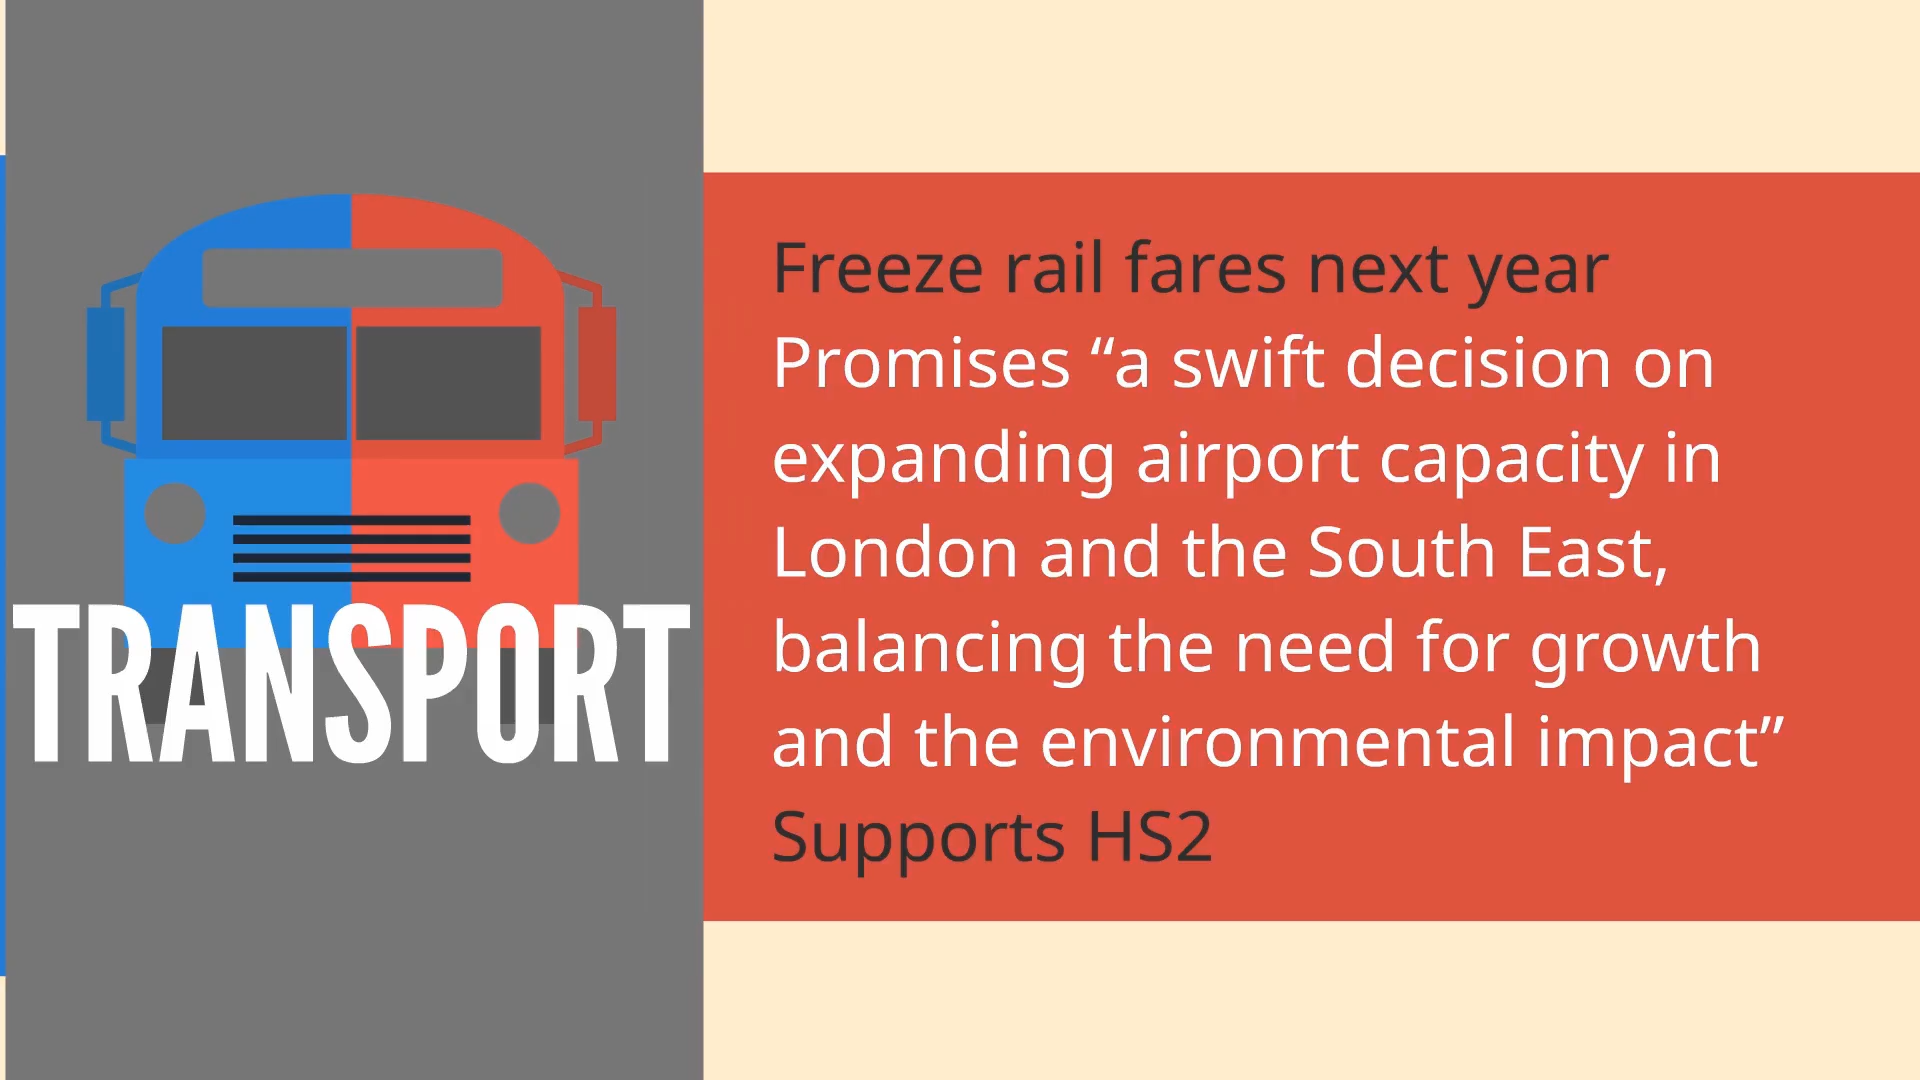 TRANSPORT
Freeze rail fares next year
Promises “a swift decision on
expanding airport capacity in
London and the South East,
balancing the need for growth
and the environmental impact”
Supports HS2